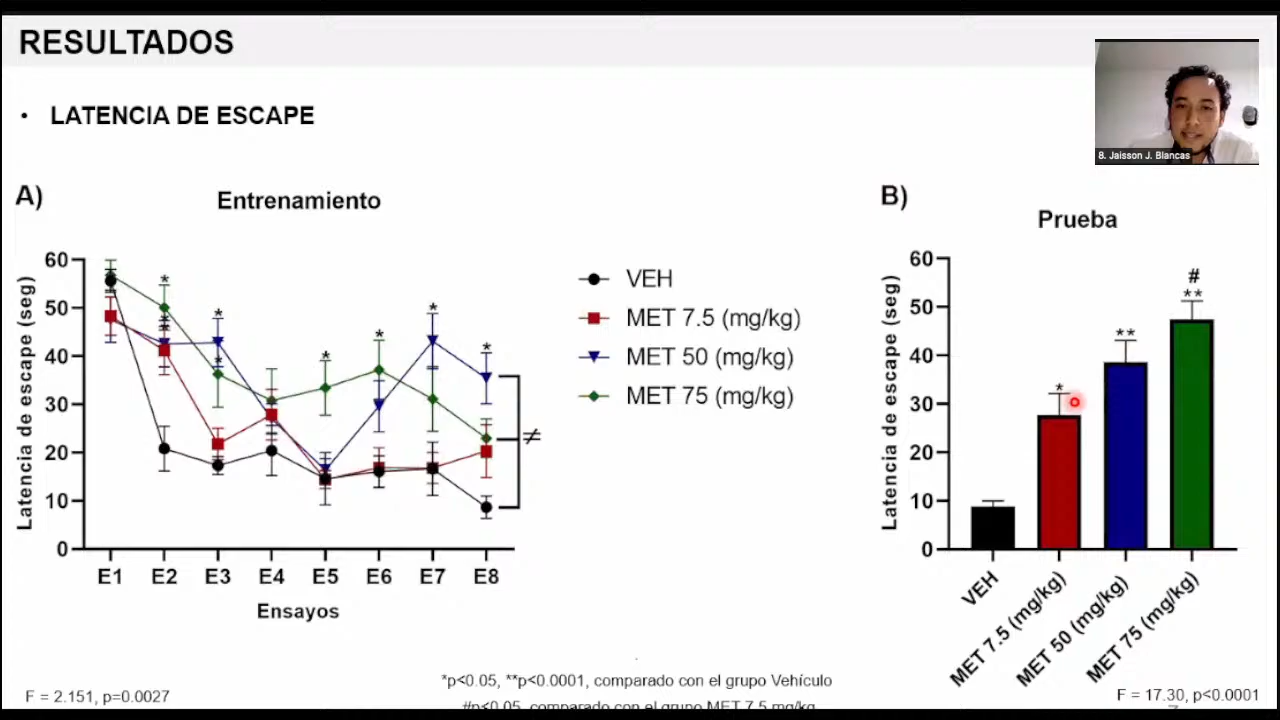 RESULTADOS
• LATENCIA DE ESCAPE
8. Jaisson J. Blancas
A)
Entrenamiento
Latencia de escape (seg)
60
50
40
30
20
10
0
E1 E2 E3 E4 E5 E6 E7 E8
Ensayos
* * * * * * * * *
≠
VEH
MET 7.5 (mg/kg)
MET 50 (mg/kg)
MET 75 (mg/kg)
B)
Prueba
Latencia de escape (seg)
60
50
40
30
20
10
0
#
* ** **
VEH
MET 7.5 (mg/kg)
MET 50 (mg/kg)
MET 75 (mg/kg)
F = 2.151, p=0.0027
*p<0.05, **p<0.0001, comparado con el grupo Vehículo
#p<0.05, comparado con el grupo MET 7.5 mg/kg
F = 17.30, p<0.0001